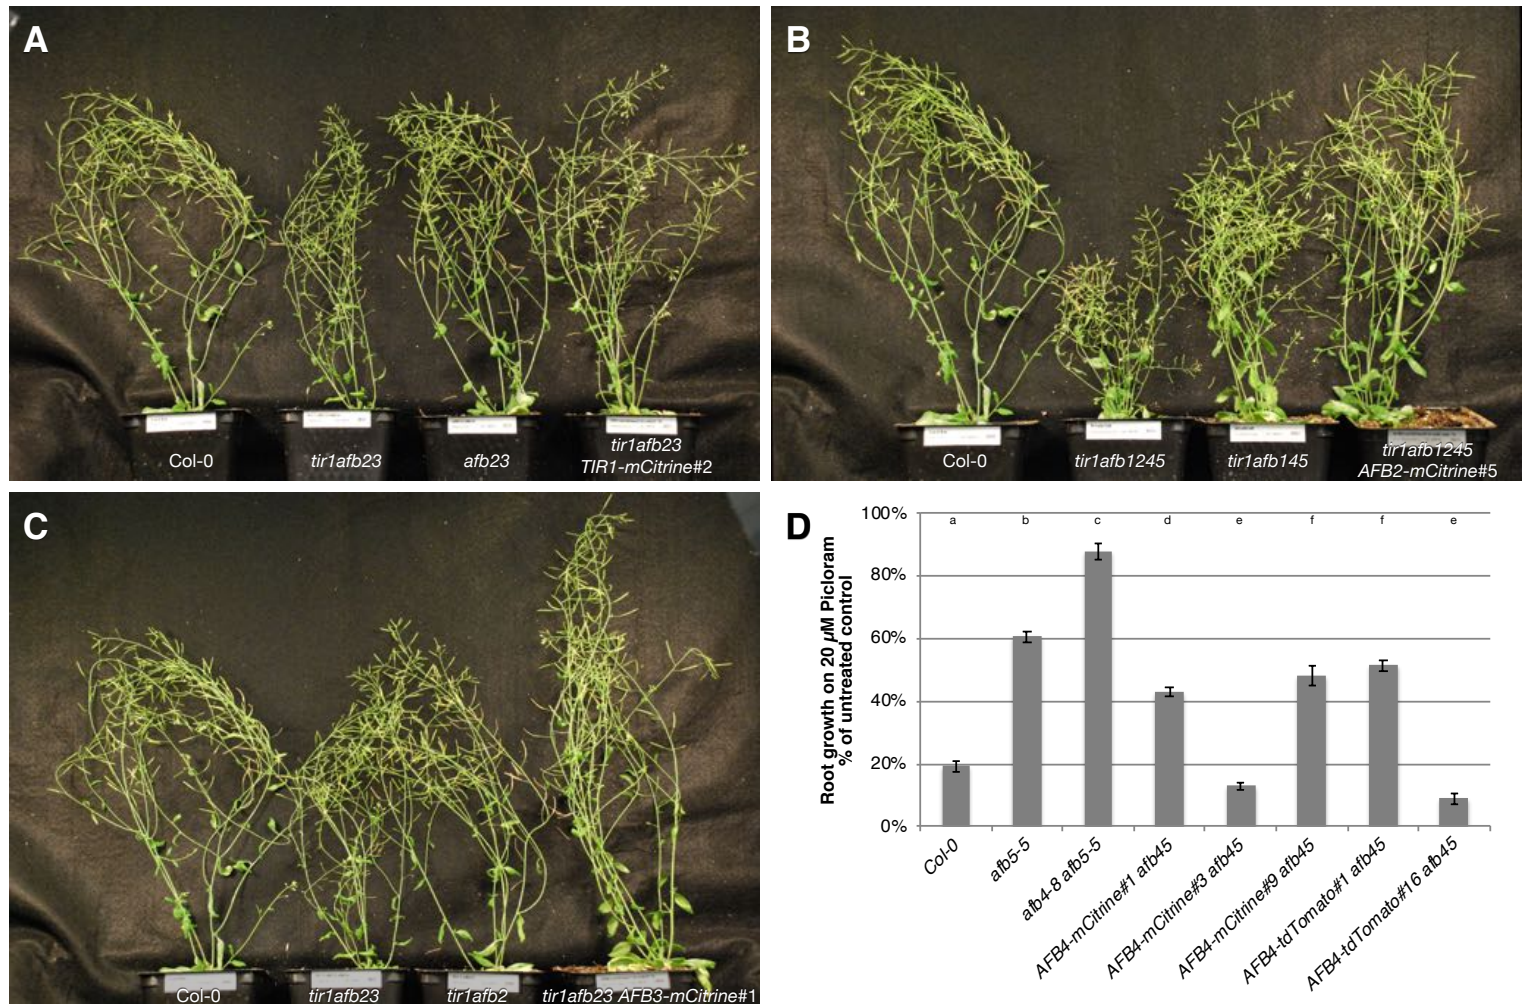 A
Col-0
tir1afb23
afb23
tir1afb23
TIR1-mCitrine#2
B
Col-0
tir1afb1245
tir1afb145
tir1afb1245
AFB2-mCitrine#5
C
Col-0
tir1afb23
tir1afb2
tir1afb23 AFB3-mCitrine#1
D
Root growth on 20 µM Picloram
% of untreated control
100%
80%
60%
40%
20%
0%
a b c d e f f e
Col-0
afb5-5
afb4-8 afb5-5
AFB4-mCitrine#1 afb45
AFB4-mCitrine#3 afb45
AFB4-mCitrine#9 afb45
AFB4-tdTomato#1 afb45
AFB4-tdTomato#16 afb45